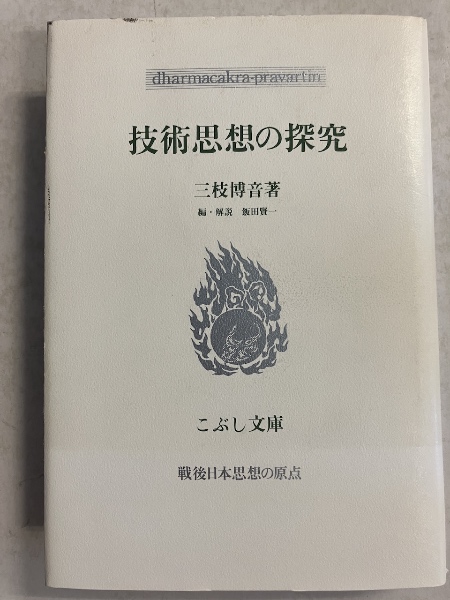 dharmacakra-pravartin
技術思想の探究
三枝博音著
編・解説 飯田賢一
こぶし文庫
戦後日本思想の原点